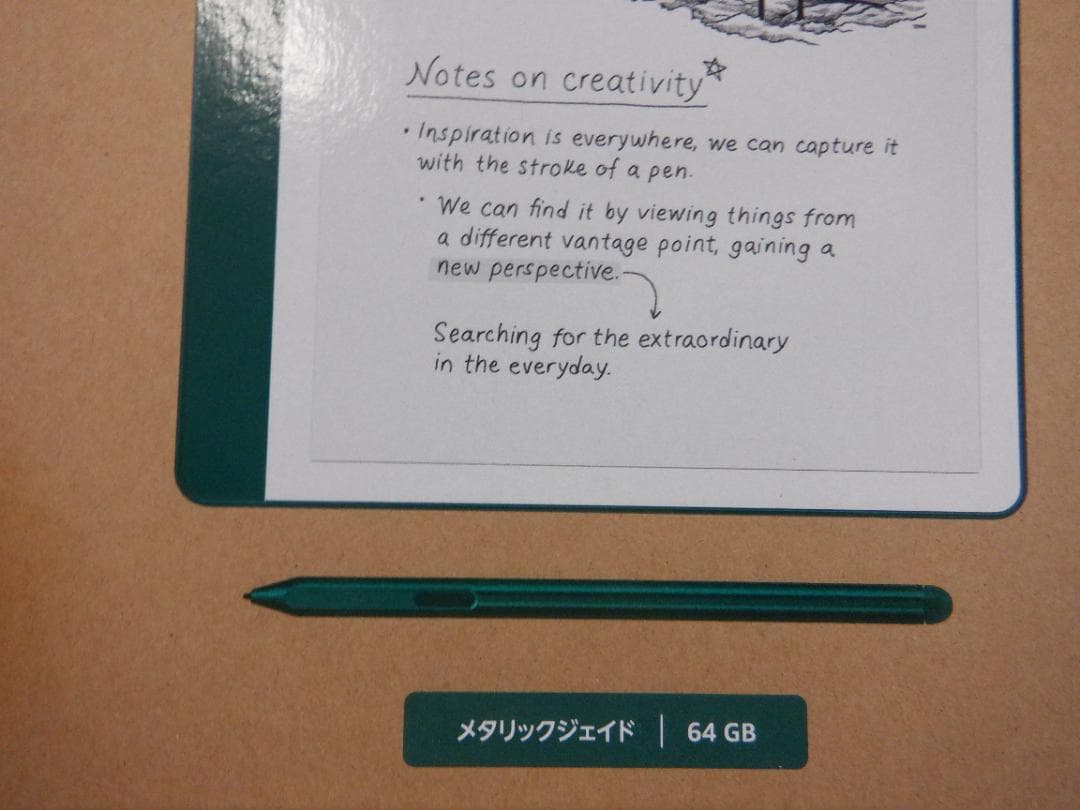 Notes on creativity☆
• Inspiration is everywhere, we can capture it
with the stroke of a pen.
• We can find it by viewing things from
a different vantage point, gaining a
new perspective.
Searching for the extraordinary
in the everyday.
メタリックジェイド | 64 GB